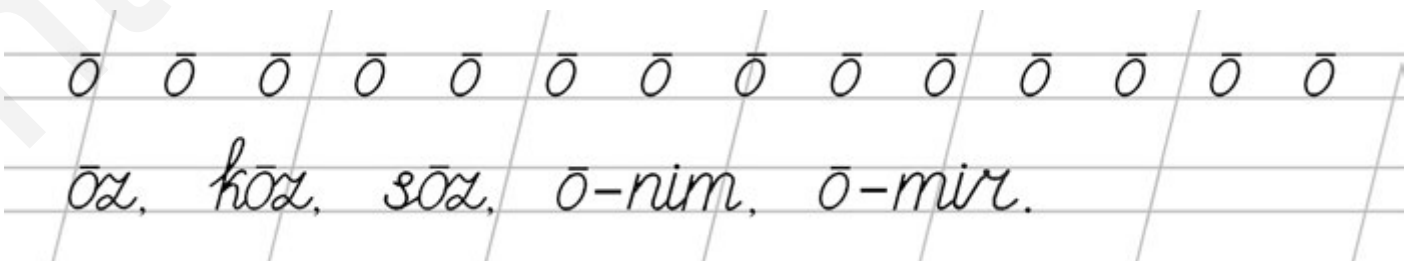 ō ō ō ō ō ō ō ō ō ō ō ō ō ō
ōz, kōz, sōz, ō-nim, ō-mir.